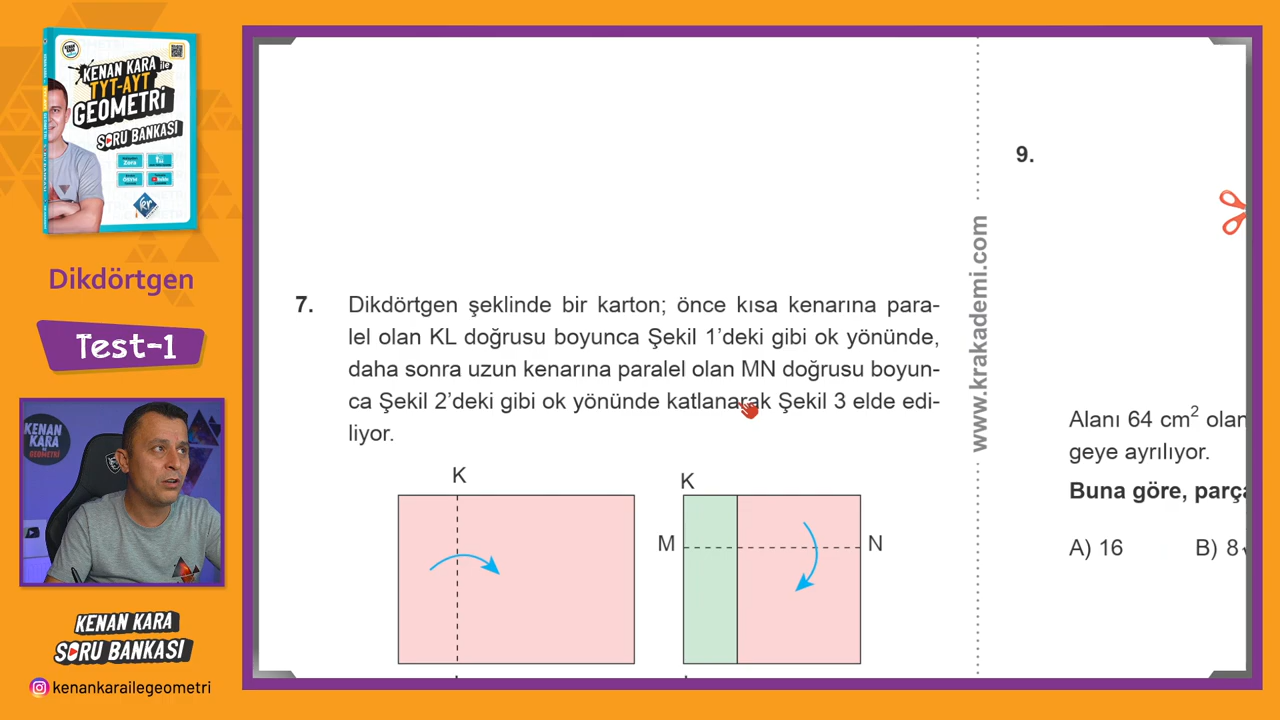 KENAN KARA ile
TYT-AYT
GEOMETRİ
SORU BANKASI
Dikdörtgen
Test-1
KENAN
KARA
KENAN KARA
SORU BANKASI
kenankarailegeometri
7. Dikdörtgen şeklinde bir karton; önce kısa kenarına para-
lel olan KL doğrusu boyunca Şekil 1'deki gibi ok yönünde,
daha sonra uzun kenarına paralel olan MN doğrusu boyun-
ca Şekil 2'deki gibi ok yönünde katlanarak Şekil 3 elde edi-
liyor.
K
K
M
N
www.krakademi.com
9.
Alanı 64 cm² olan
geye ayrılıyor.
Buna göre, parça
A) 16 B) 8√